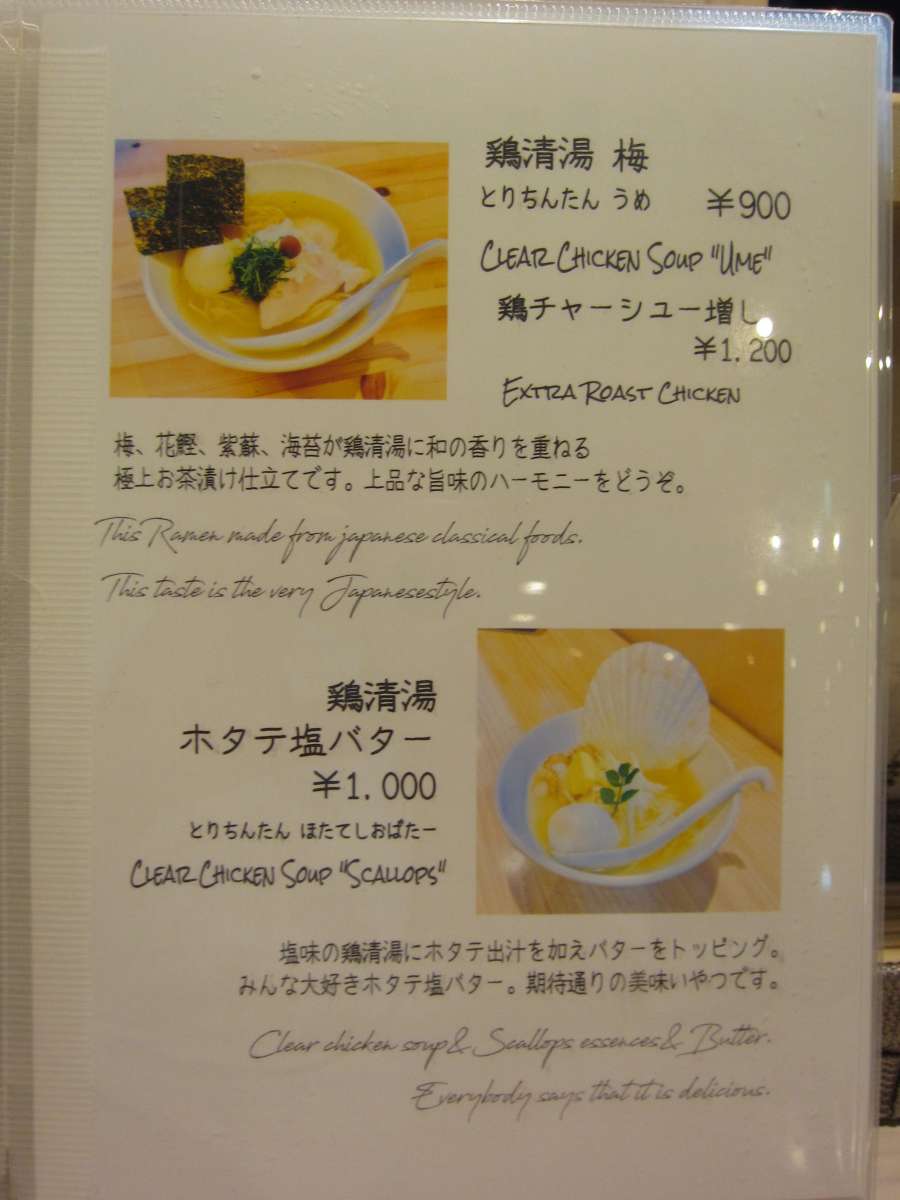 鶏清湯 梅
とりちんたん うめ ¥900
CLEAR CHICKEN SOUP "UME"
鶏チャーシュー増し
¥1,200
EXTRA ROAST CHICKEN
梅、花鰹、紫蘇、海苔が鶏清湯に和の香りを重ねる
極上お茶漬け仕立てです。上品な旨味のハーモニーをどうぞ。
This Ramen made from japanese classical foods.
This taste is the very Japanesestyle.
鶏清湯
ホタテ塩バター
¥1,000
とりちんたん ほたてしおばたー
CLEAR CHICKEN SOUP "SCALLOPS"
塩味の鶏清湯にホタテ出汁を加えバターをトッピング。
みんな大好きホタテ塩バター。期待通りの美味いやつです。
Clear chicken soup& Scallops essences& Butter.
Everybody says that it is delicious.